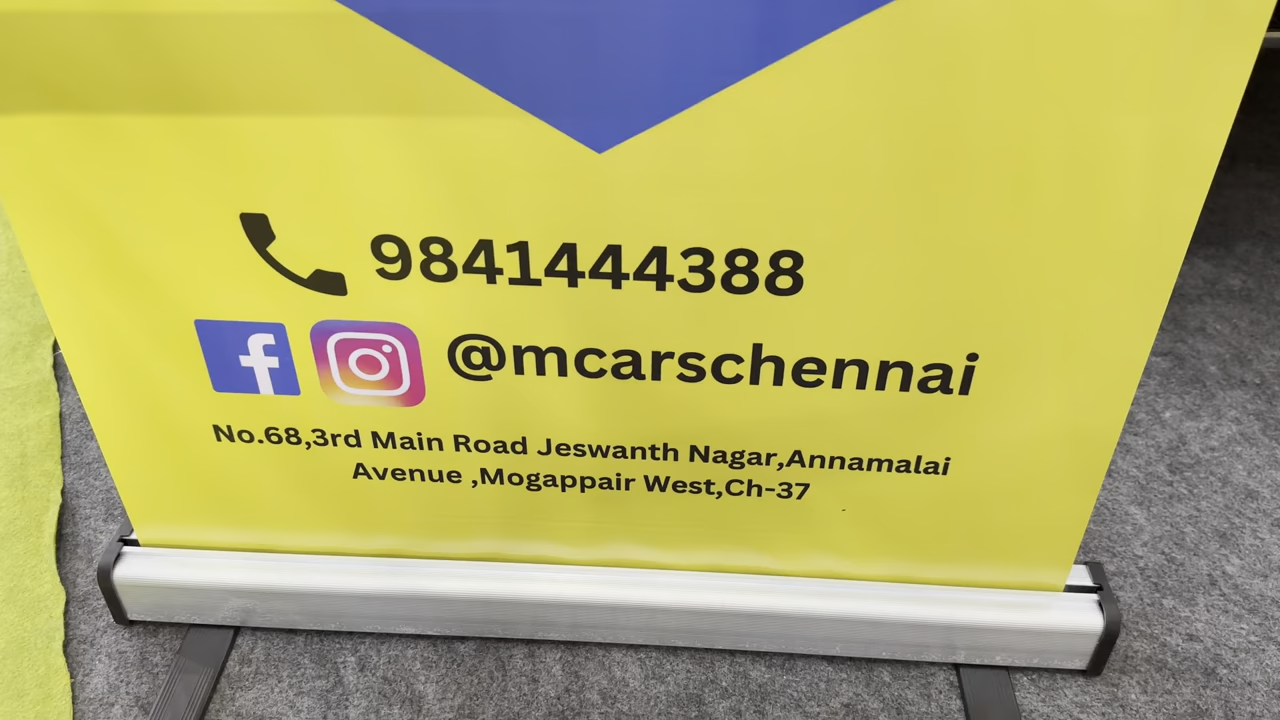 9841444388
@mcarschennai
No.68,3rd Main Road Jeswanth Nagar,Annamalai
Avenue ,Mogappair West,Ch-37